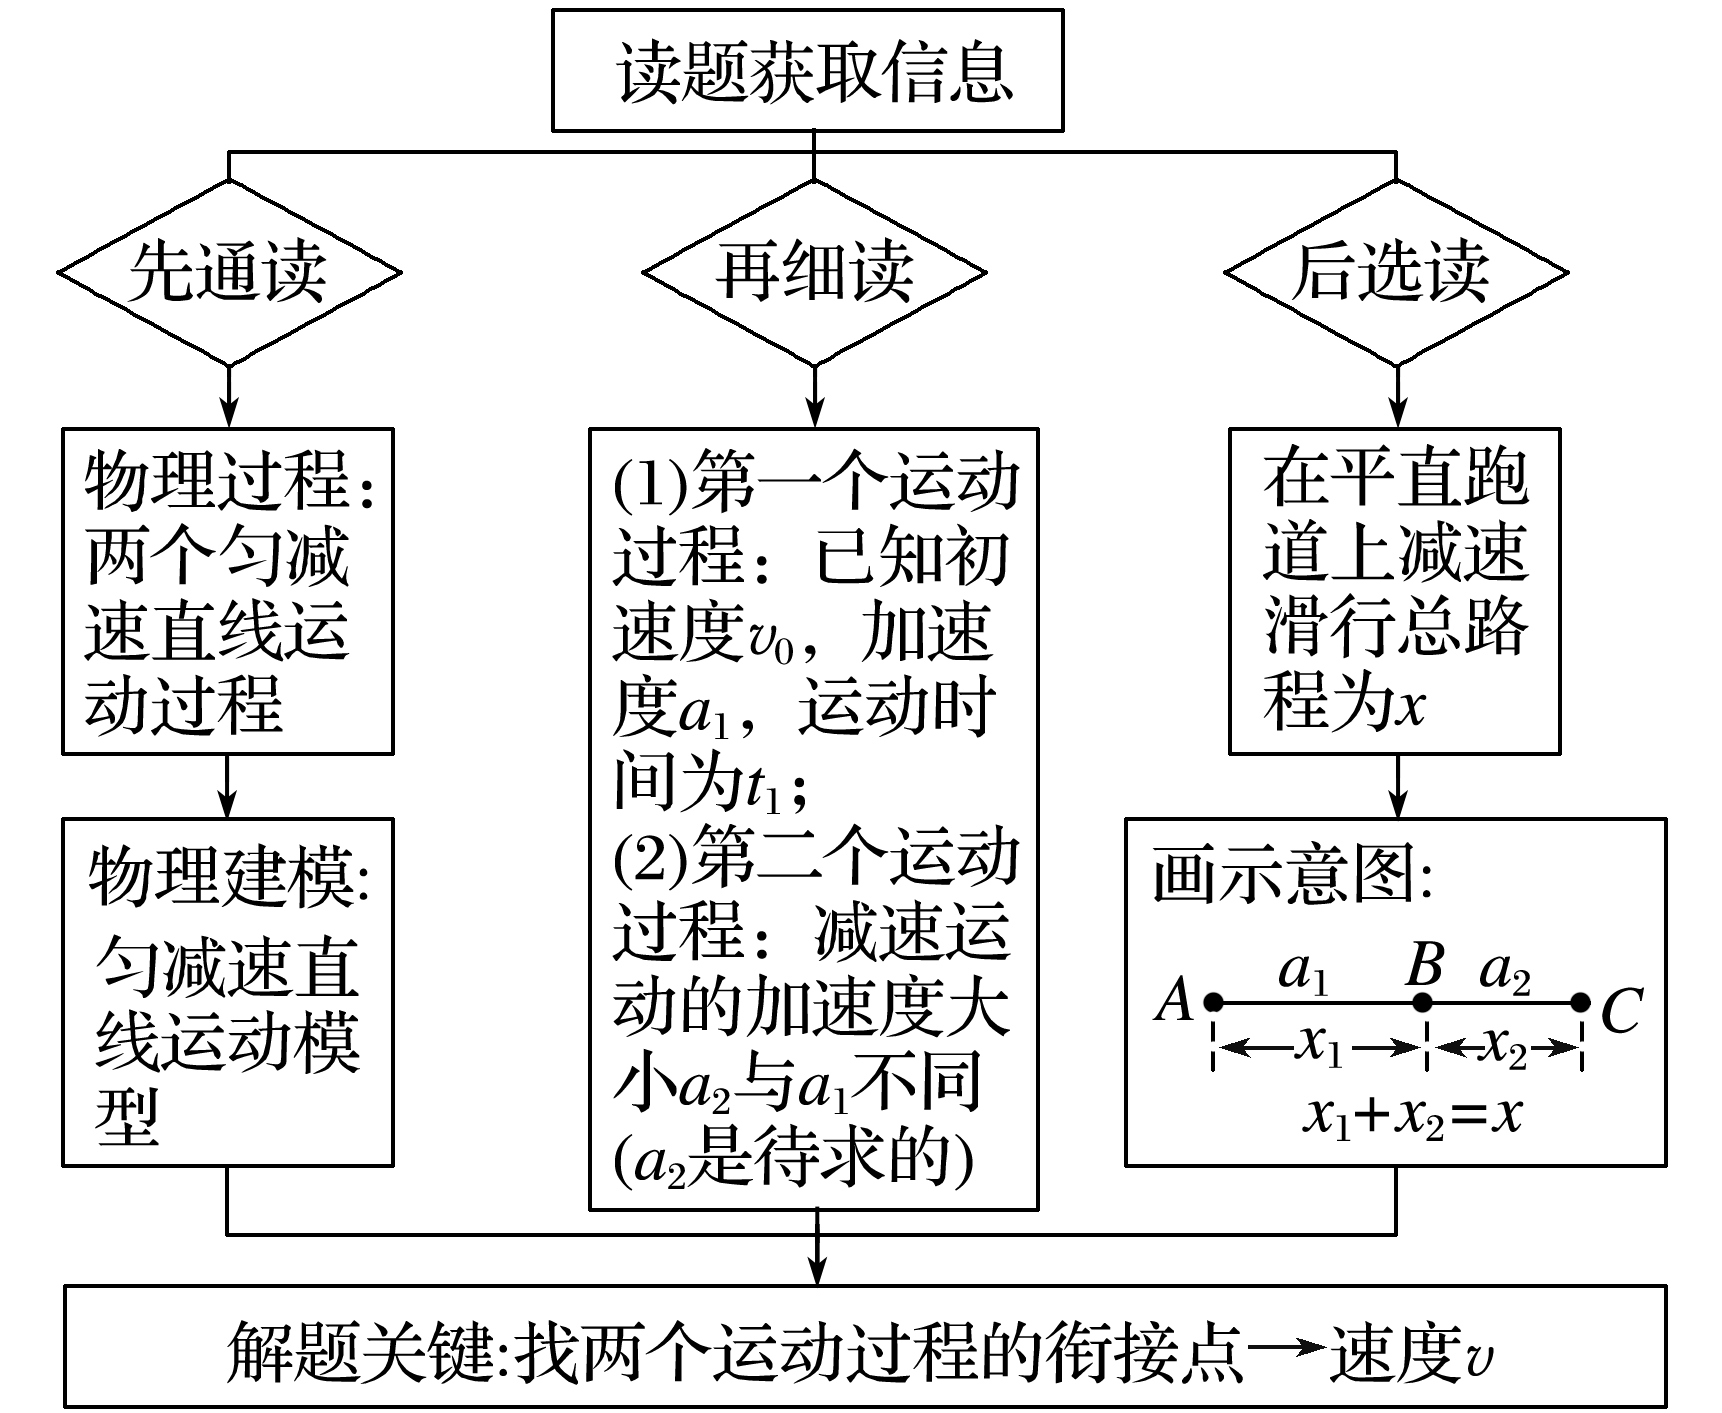 读题获取信息
先通读
再细读
后选读
物理过程：
两个匀减
速直线运
动过程
物理建模:
匀减速直
线运动模
型
(1)第一个运动
过程：已知初
速度v₀，加速
度a₁，运动时
间为t₁；
(2)第二个运动
过程：减速运
动的加速度大
小a₂与a₁不同
(a₂是待求的)
在平直跑
道上减速
滑行总路
程为x
画示意图:
A a₁ B a₂ C
x₁ x₂
x₁+x₂=x
解题关键:找两个运动过程的衔接点→速度v